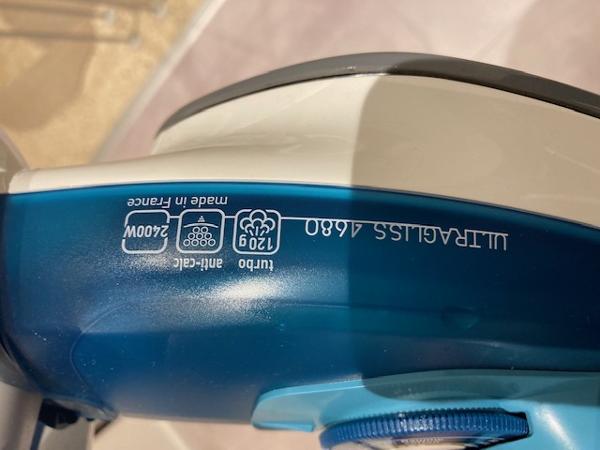 turbo anti-calc
ULTRAGLISS 4680 120g 2400W
made in France